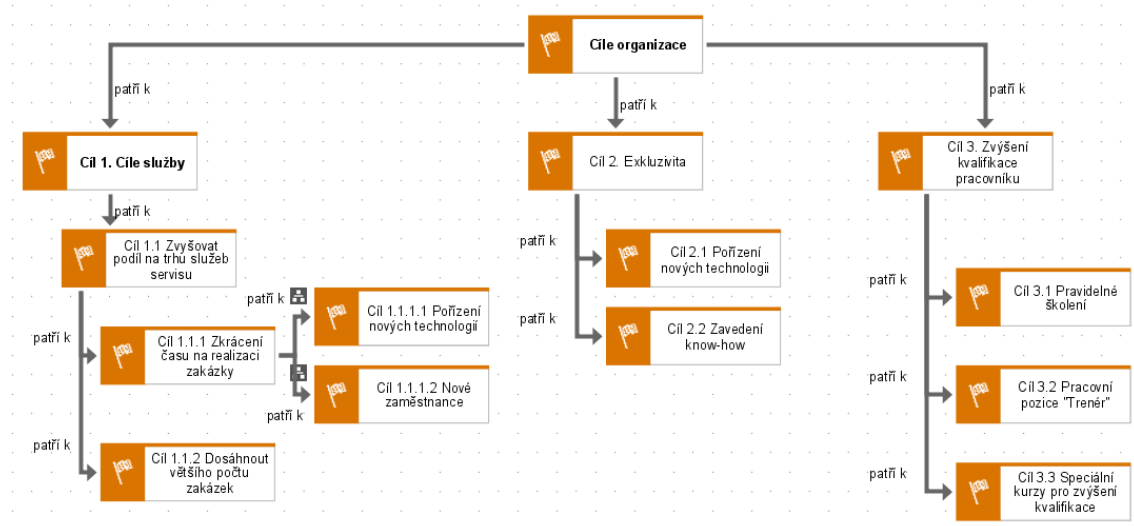 Cíle organizace
patří k
patří k
patří k
Cíl 1. Cíle služby
Cíl 2. Exkluzivita
Cíl 3. Zvýšení
kvalifikace
pracovníku
patří k
Cíl 1.1 Zvyšovat
podíl na trhů služeb
servisu
patří k
Cíl 2.1 Pořízení
nových technologii
patří k
Cíl 2.2 Zavedení
know-how
patří k
Cíl 3.1 Pravidelné
školení
patří k
Cíl 1.1.1.1 Pořízení
nových technologií
patří k
Cíl 1.1.1 Zkrácení
času na realizaci
zakázky
Cíl 1.1.1.2 Nové
zaměstnance
patří k
patří k
Cíl 3.2 Pracovní
pozice "Trenér"
patří k
Cíl 1.1.2 Dosáhnout
většího počtu
zakázek
patří k
Cíl 3.3 Speciální
kurzy pro zvýšení
kvalifikace